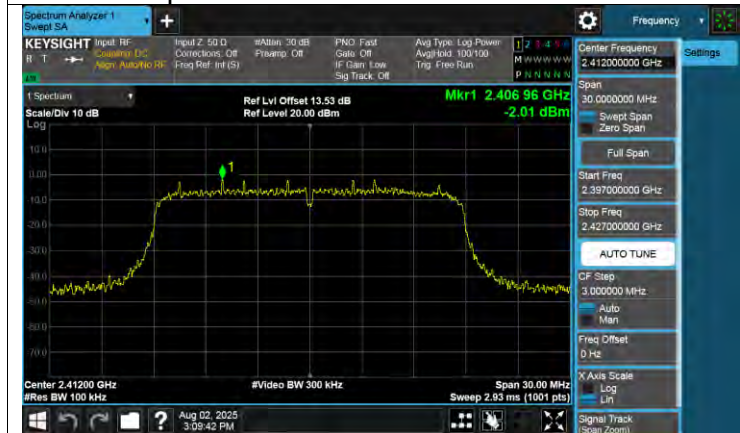 Spectrum Analyzer 1
Swept SA
Frequency
KEYSIGHT
R T
Input: RF
Coupling: DC
Align: Auto/No RF
Input Z: 50 Ω
Corrections: Off
Freq Ref: Int (S)
#Atten: 30 dB
Preamp: Off
PNO: Fast
Gate: Off
IF Gain: Low
Sig Track: Off
Avg Type: Log-Power
Avg|Hold: 100/100
Trig: Free Run
1 2 3 4 5 6
M W W W W W
P N N N N N
1 Spectrum
Scale/Div 10 dB
Log
Ref Lvl Offset 13.53 dB
Ref Level 20.00 dBm
Mkr1 2.406 96 GHz
-2.01 dBm
1
10.0
0.00
-10.0
-20.0
-30.0
-40.0
-50.0
-60.0
-70.0
Center 2.41200 GHz
#Res BW 100 kHz
#Video BW 300 kHz
Span 30.00 MHz
Sweep 2.93 ms (1001 pts)
Aug 02, 2025
3:09:42 PM
Center Frequency
2.412000000 GHz
Settings
Span
30.0000000 MHz
Swept Span
Zero Span
Full Span
Start Freq
2.397000000 GHz
Stop Freq
2.427000000 GHz
AUTO TUNE
CF Step
3.000000 MHz
Auto
Man
Freq Offset
0 Hz
X Axis Scale
Log
Lin
Signal Track
(Span Zoom)